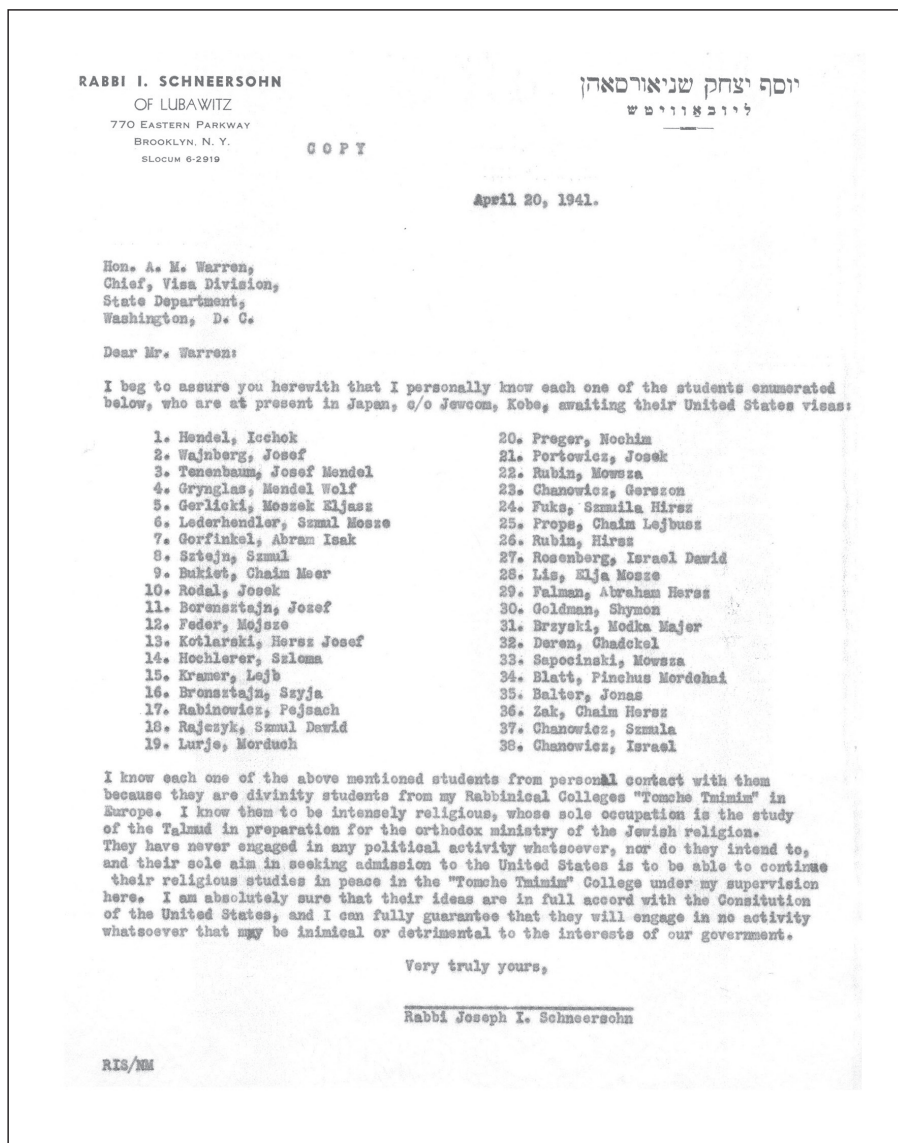 RABBI I. SCHNEERSOHN
OF LUBAWITZ
770 EASTERN PARKWAY
BROOKLYN, N. Y.
SLOCUM 6-2919
יוסף יצחק שניאורסאהן
ליובאַוויטש
COPY
April 20, 1941.
Hon. A. M. Warren,
Chief, Visa Division,
State Department,
Washington, D. C.
Dear Mr. Warren:
I beg to assure you herewith that I personally know each one of the students enumerated
below, who are at present in Japan, c/o Jewcom, Kobe, awaiting their United States visas:
1. Hendel, Icchok
2. Wajnberg, Josef
3. Tenenbaum, Josef Mendel
4. Grynglas, Mendel Wolf
5. Gerlicki, Moszek Eljasz
6. Lederhendler, Szmul Mosze
7. Gorfinkel, Abram Isak
8. Sztejn, Szmul
9. Bukiet, Chaim Meer
10. Rodal, Josek
11. Borensztajn, Jozef
12. Feder, Mojsze
13. Kotlarski, Hersz Josef
14. Hochlerer, Szloma
15. Kramer, Lejb
16. Bronsztajn, Szyja
17. Rabinowicz, Pejsach
18. Rajczyk, Szmul Dawid
19. Lurje, Morduch
20. Preger, Nochim
21. Portowicz, Josek
22. Rubin, Mowsza
23. Chanowicz, Gerszon
24. Fuks, Szmuila Hirsz
25. Props, Chaim Lejbusz
26. Rubin, Hirsz
27. Rosenberg, Israel Dawid
28. Lis, Elja Mosze
29. Falman, Abraham Hersz
30. Goldman, Shymon
31. Brzyski, Modka Majer
32. Deren, Chadckel
33. Sapocinski, Mowsza
34. Blatt, Pinchus Mordchai
35. Balter, Jonas
36. Zak, Chaim Hersz
37. Chanowicz, Szmula
38. Chanowicz, Israel
I know each one of the above mentioned students from personal contact with them
because they are divinity students from my Rabbinical Colleges "Tomche Tmimim" in
Europe. I know them to be intensely religious, whose sole occupation is the study
of the Talmud in preparation for the orthodox ministry of the Jewish religion.
They have never engaged in any political activity whatsoever, nor do they intend to,
and their sole aim in seeking admission to the United States is to be able to continue
their religious studies in peace in the "Tomche Tmimim" College under my supervision
here. I am absolutely sure that their ideas are in full accord with the Consitution
of the United States, and I can fully guarantee that they will engage in no activity
whatsoever that may be inimical or detrimental to the interests of our government.
Very truly yours,
Rabbi Joseph I. Schneersohn
RIS/NM